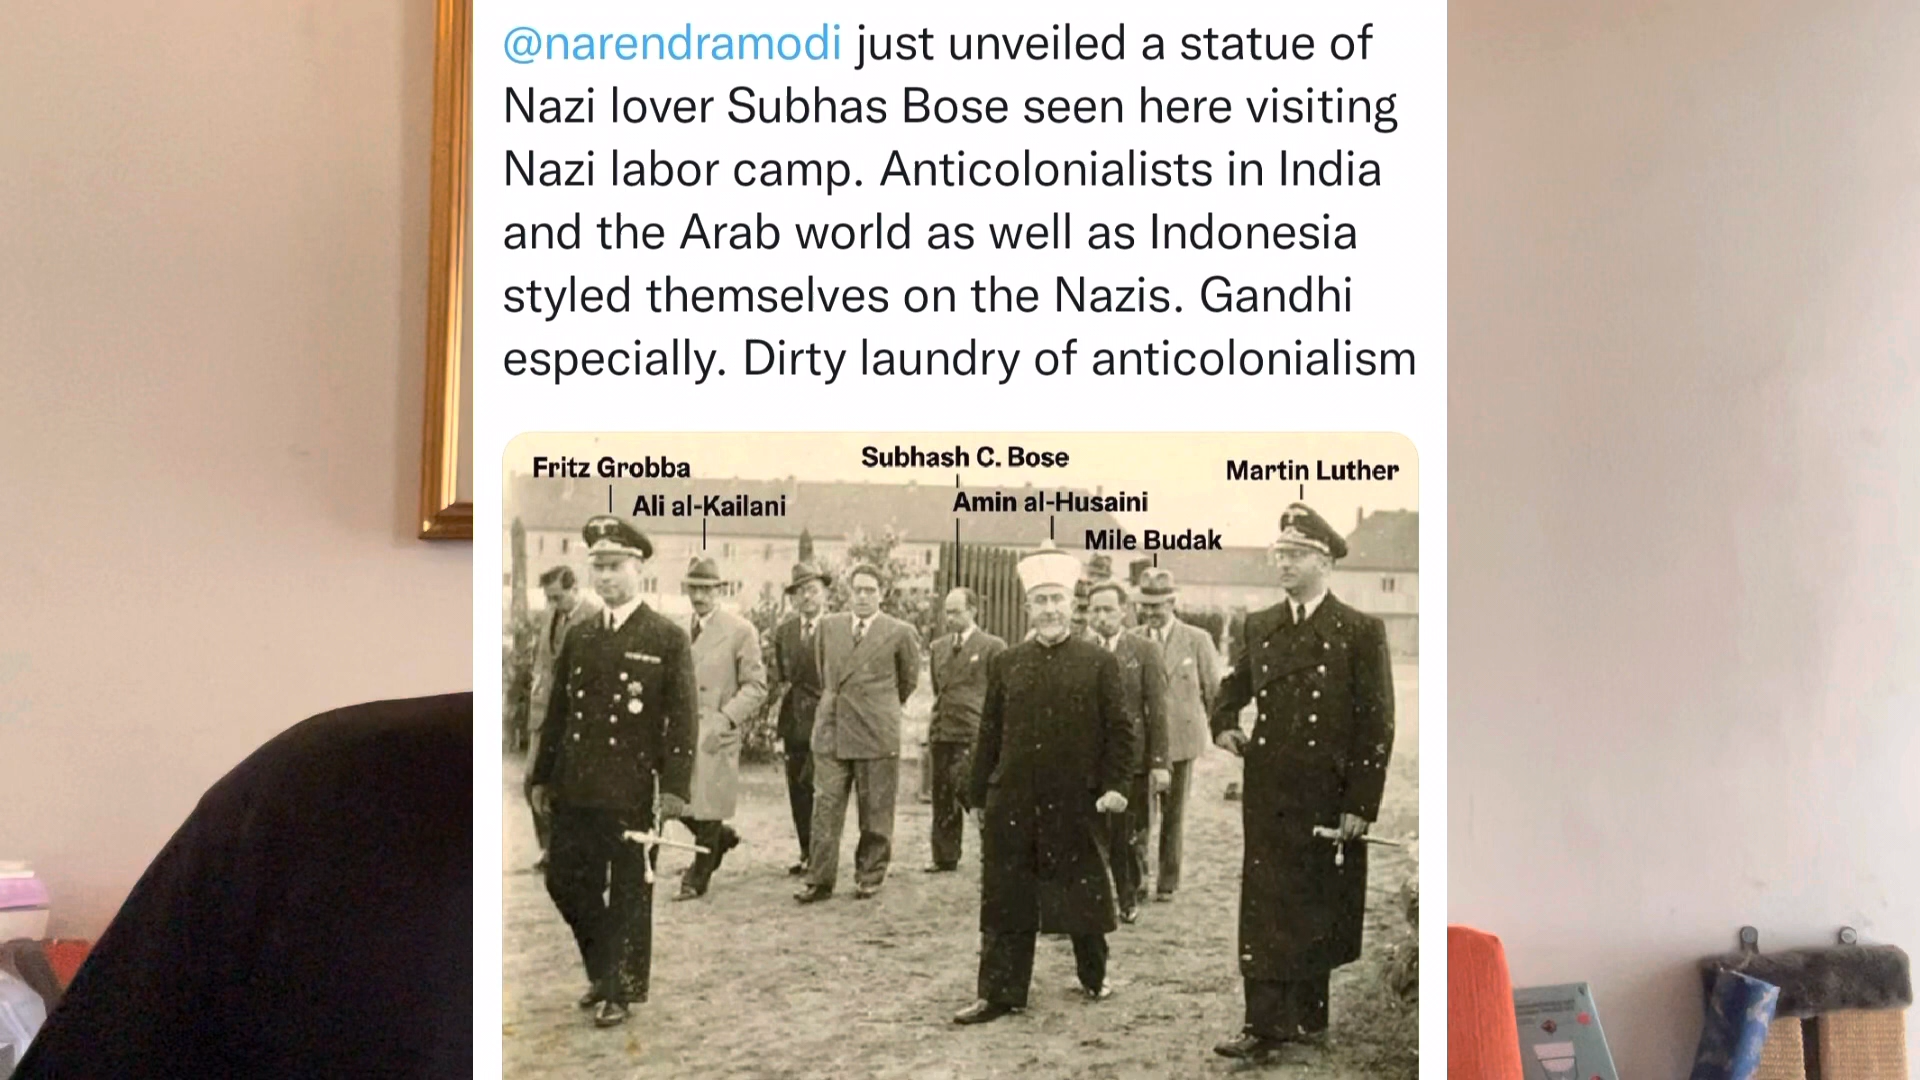 @narendramodi just unveiled a statue of
Nazi lover Subhas Bose seen here visiting
Nazi labor camp. Anticolonialists in India
and the Arab world as well as Indonesia
styled themselves on the Nazis. Gandhi
especially. Dirty laundry of anticolonialism
Fritz Grobba
Ali al-Kailani
Subhash C. Bose
Amin al-Husaini
Mile Budak
Martin Luther